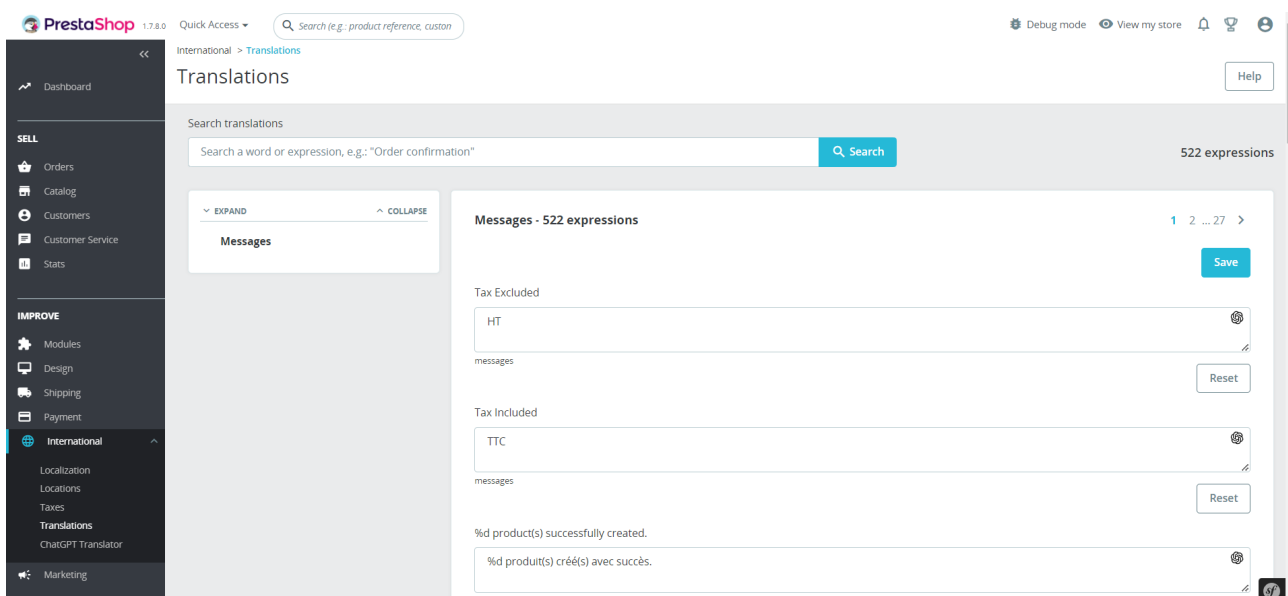 PrestaShop 1.7.8.0 Quick Access Search (e.g.: product reference, custon Debug mode View my store
International > Translations
Translations
Help
Dashboard
SELL
Orders
Catalog
Customers
Customer Service
Stats
IMPROVE
Modules
Design
Shipping
Payment
International
Localization
Locations
Taxes
Translations
ChatGPT Translator
Marketing
Search translations
Search a word or expression, e.g.: "Order confirmation"
Search
522 expressions
EXPAND COLLAPSE
Messages
Messages - 522 expressions
1 2 ... 27
Save
Tax Excluded
HT
messages
Reset
Tax Included
TTC
messages
Reset
%d product(s) successfully created.
%d produit(s) créé(s) avec succès.
sf